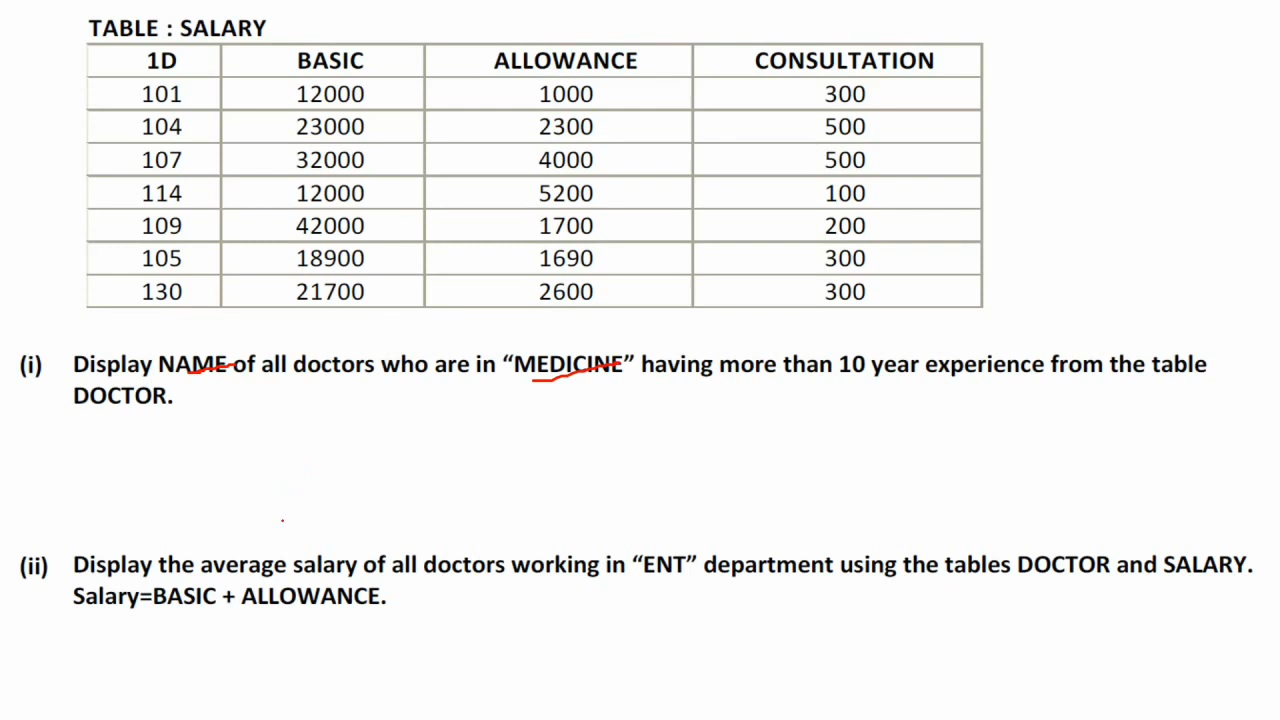 TABLE : SALARY
1D BASIC ALLOWANCE CONSULTATION
101 12000 1000 300
104 23000 2300 500
107 32000 4000 500
114 12000 5200 100
109 42000 1700 200
105 18900 1690 300
130 21700 2600 300
(i) Display NAME of all doctors who are in “MEDICINE” having more than 10 year experience from the table
DOCTOR.
(ii) Display the average salary of all doctors working in “ENT” department using the tables DOCTOR and SALARY.
Salary=BASIC + ALLOWANCE.